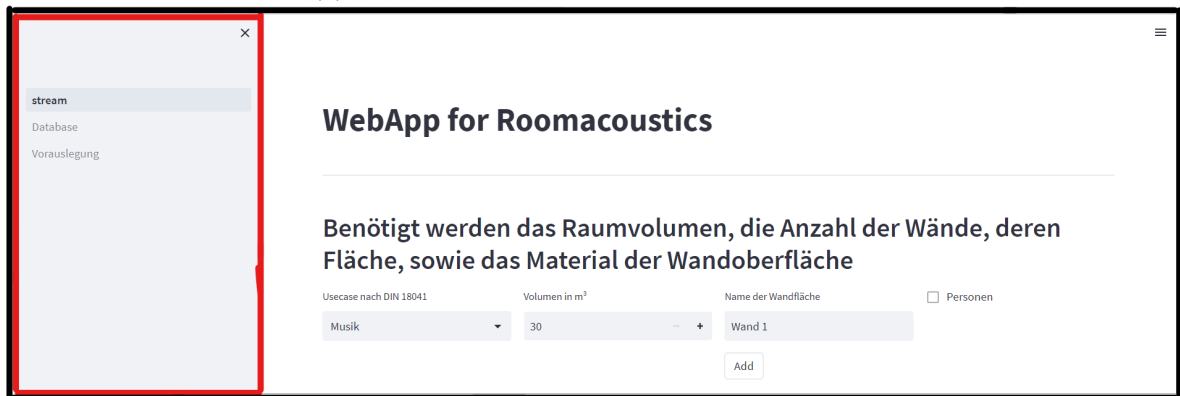 stream
Database
Vorauslegung
WebApp for Roomacoustics
Benötigt werden das Raumvolumen, die Anzahl der Wände, deren
Fläche, sowie das Material der Wandoberfläche
Usecase nach DIN 18041
Volumen in m³
Name der Wandfläche
Personen
Musik
30
Wand 1
Add